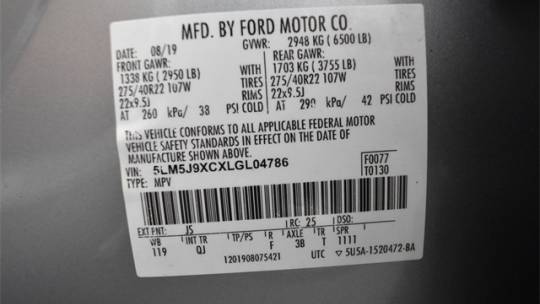 MFD. BY FORD MOTOR CO.
DATE: 08/19 GVWR: 2948 KG ( 6500 LB)
FRONT GAWR: REAR GAWR:
1338 KG ( 2950 LB) WITH 1703 KG ( 3755 LB) WITH
275/40R22 107W TIRES 275/40R22 107W TIRES
22x9.5J RIMS 22x9.5J RIMS
AT 260 kPa/ 38 PSI COLD AT 290 kPa/ 42 PSI COLD
THIS VEHICLE CONFORMS TO ALL APPLICABLE FEDERAL MOTOR
VEHICLE SAFETY STANDARDS IN EFFECT ON THE DATE OF
MANUFACTURE SHOWN ABOVE.
VIN: 5LM5J9XCXLGL04786 F0077
TYPE: MPV T0130
EXT PNT: JS RC: 25 DSO:
WB INT TR TP/PS R AXLE TR SPR
119 QJ F 3B T 1111
1201908075421 UTC ▽ 5U5A-1520472-BA